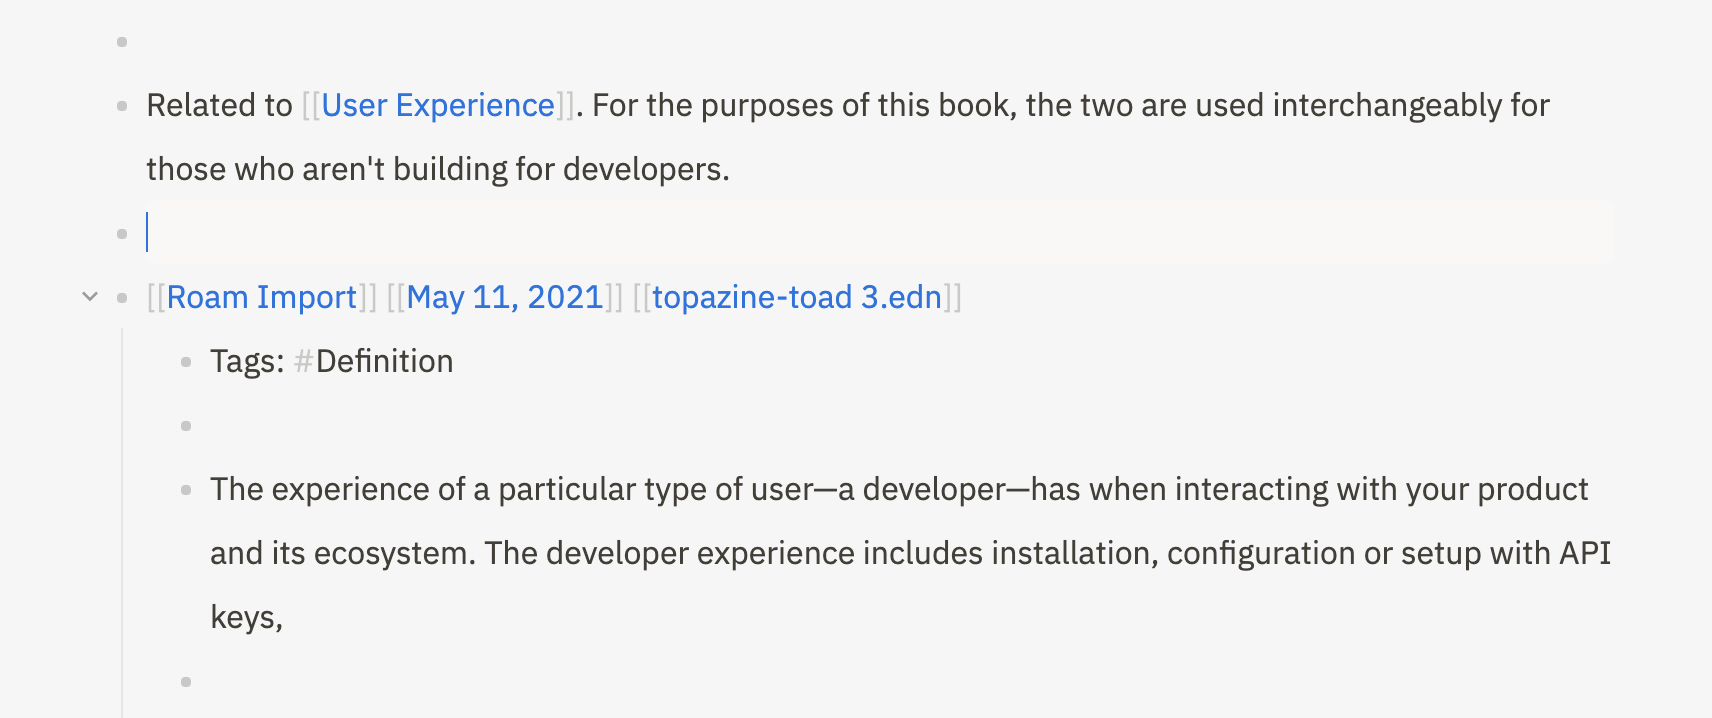 Related to [[User Experience]]. For the purposes of this book, the two are used interchangeably for
those who aren't building for developers.
[[Roam Import]] [[May 11, 2021]] [[topazine-toad 3.edn]]
Tags: #Definition
The experience of a particular type of user—a developer—has when interacting with your product
and its ecosystem. The developer experience includes installation, configuration or setup with API
keys,